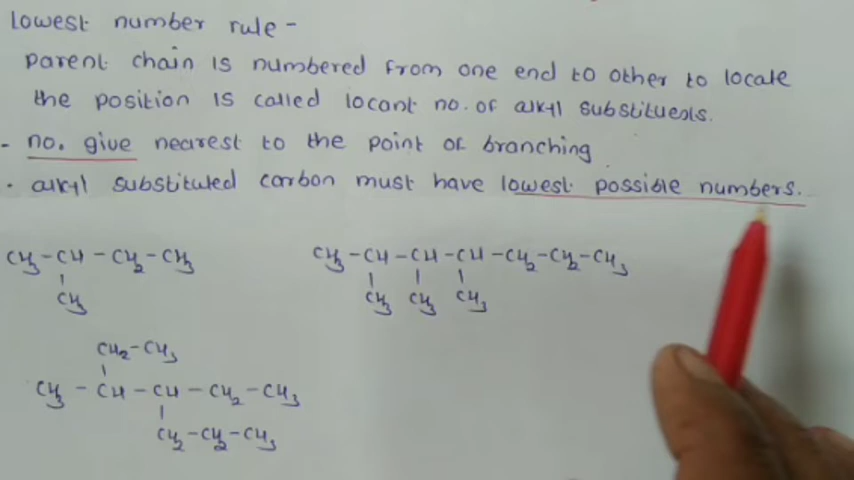 lowest number rule -
parent chain is numbered from one end to other to locate
the position is called locant no. of alkyl substituents.
- no. give nearest to the point of branching
. alkyl substituted carbon must have lowest possible numbers.
CH3-CH-CH2-CH3
CH3
CH3-CH-CH-CH-CH2-CH2-CH3
CH3 CH3 CH3
CH2-CH3
CH3-CH-CH-CH2-CH3
CH2-CH2-CH3